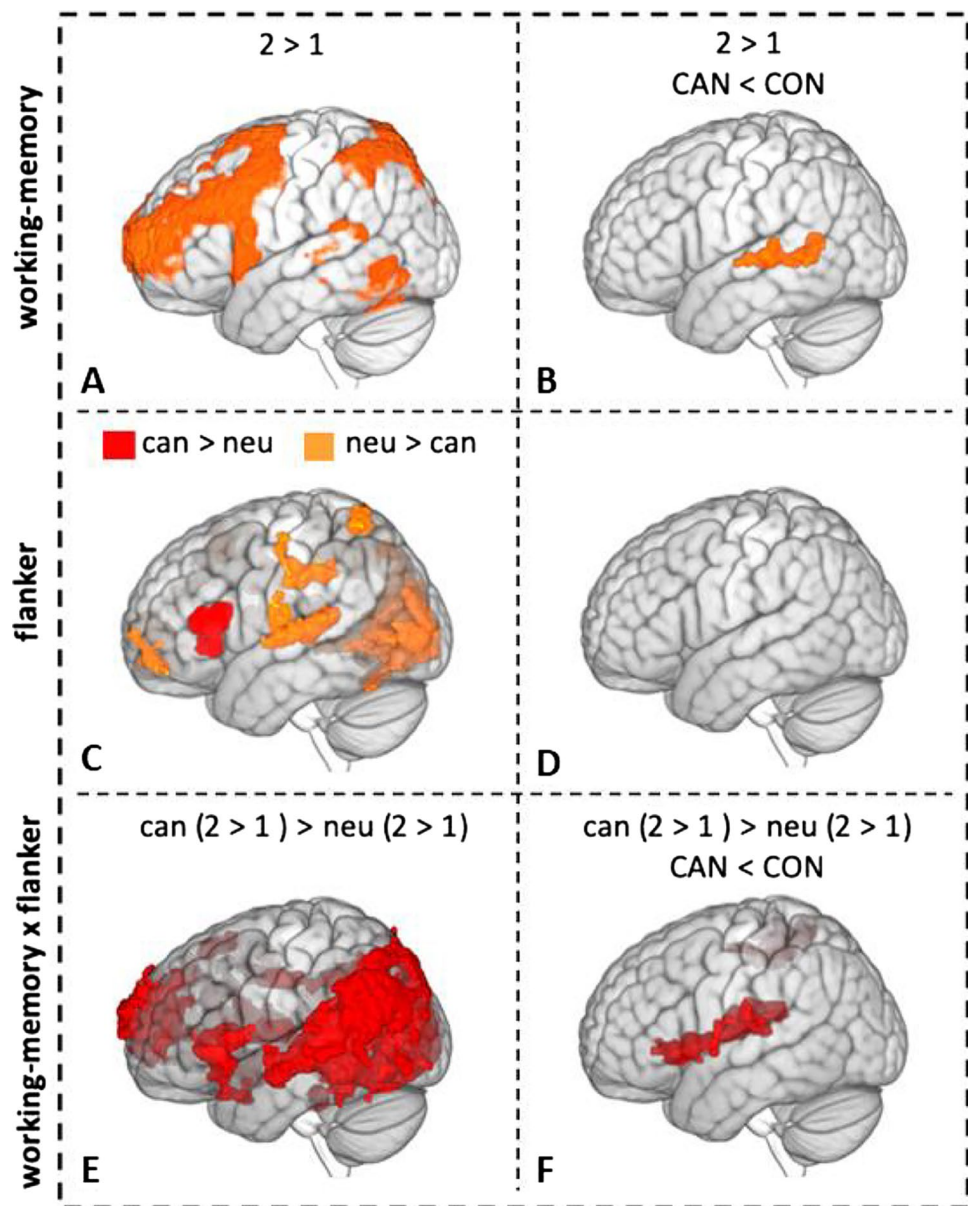 working-memory
2 > 1
A
2 > 1
CAN < CON
B
flanker
can > neu
neu > can
C
D
working-memory x flanker
can (2 > 1 ) > neu (2 > 1)
E
can (2 > 1 ) > neu (2 > 1)
CAN < CON
F